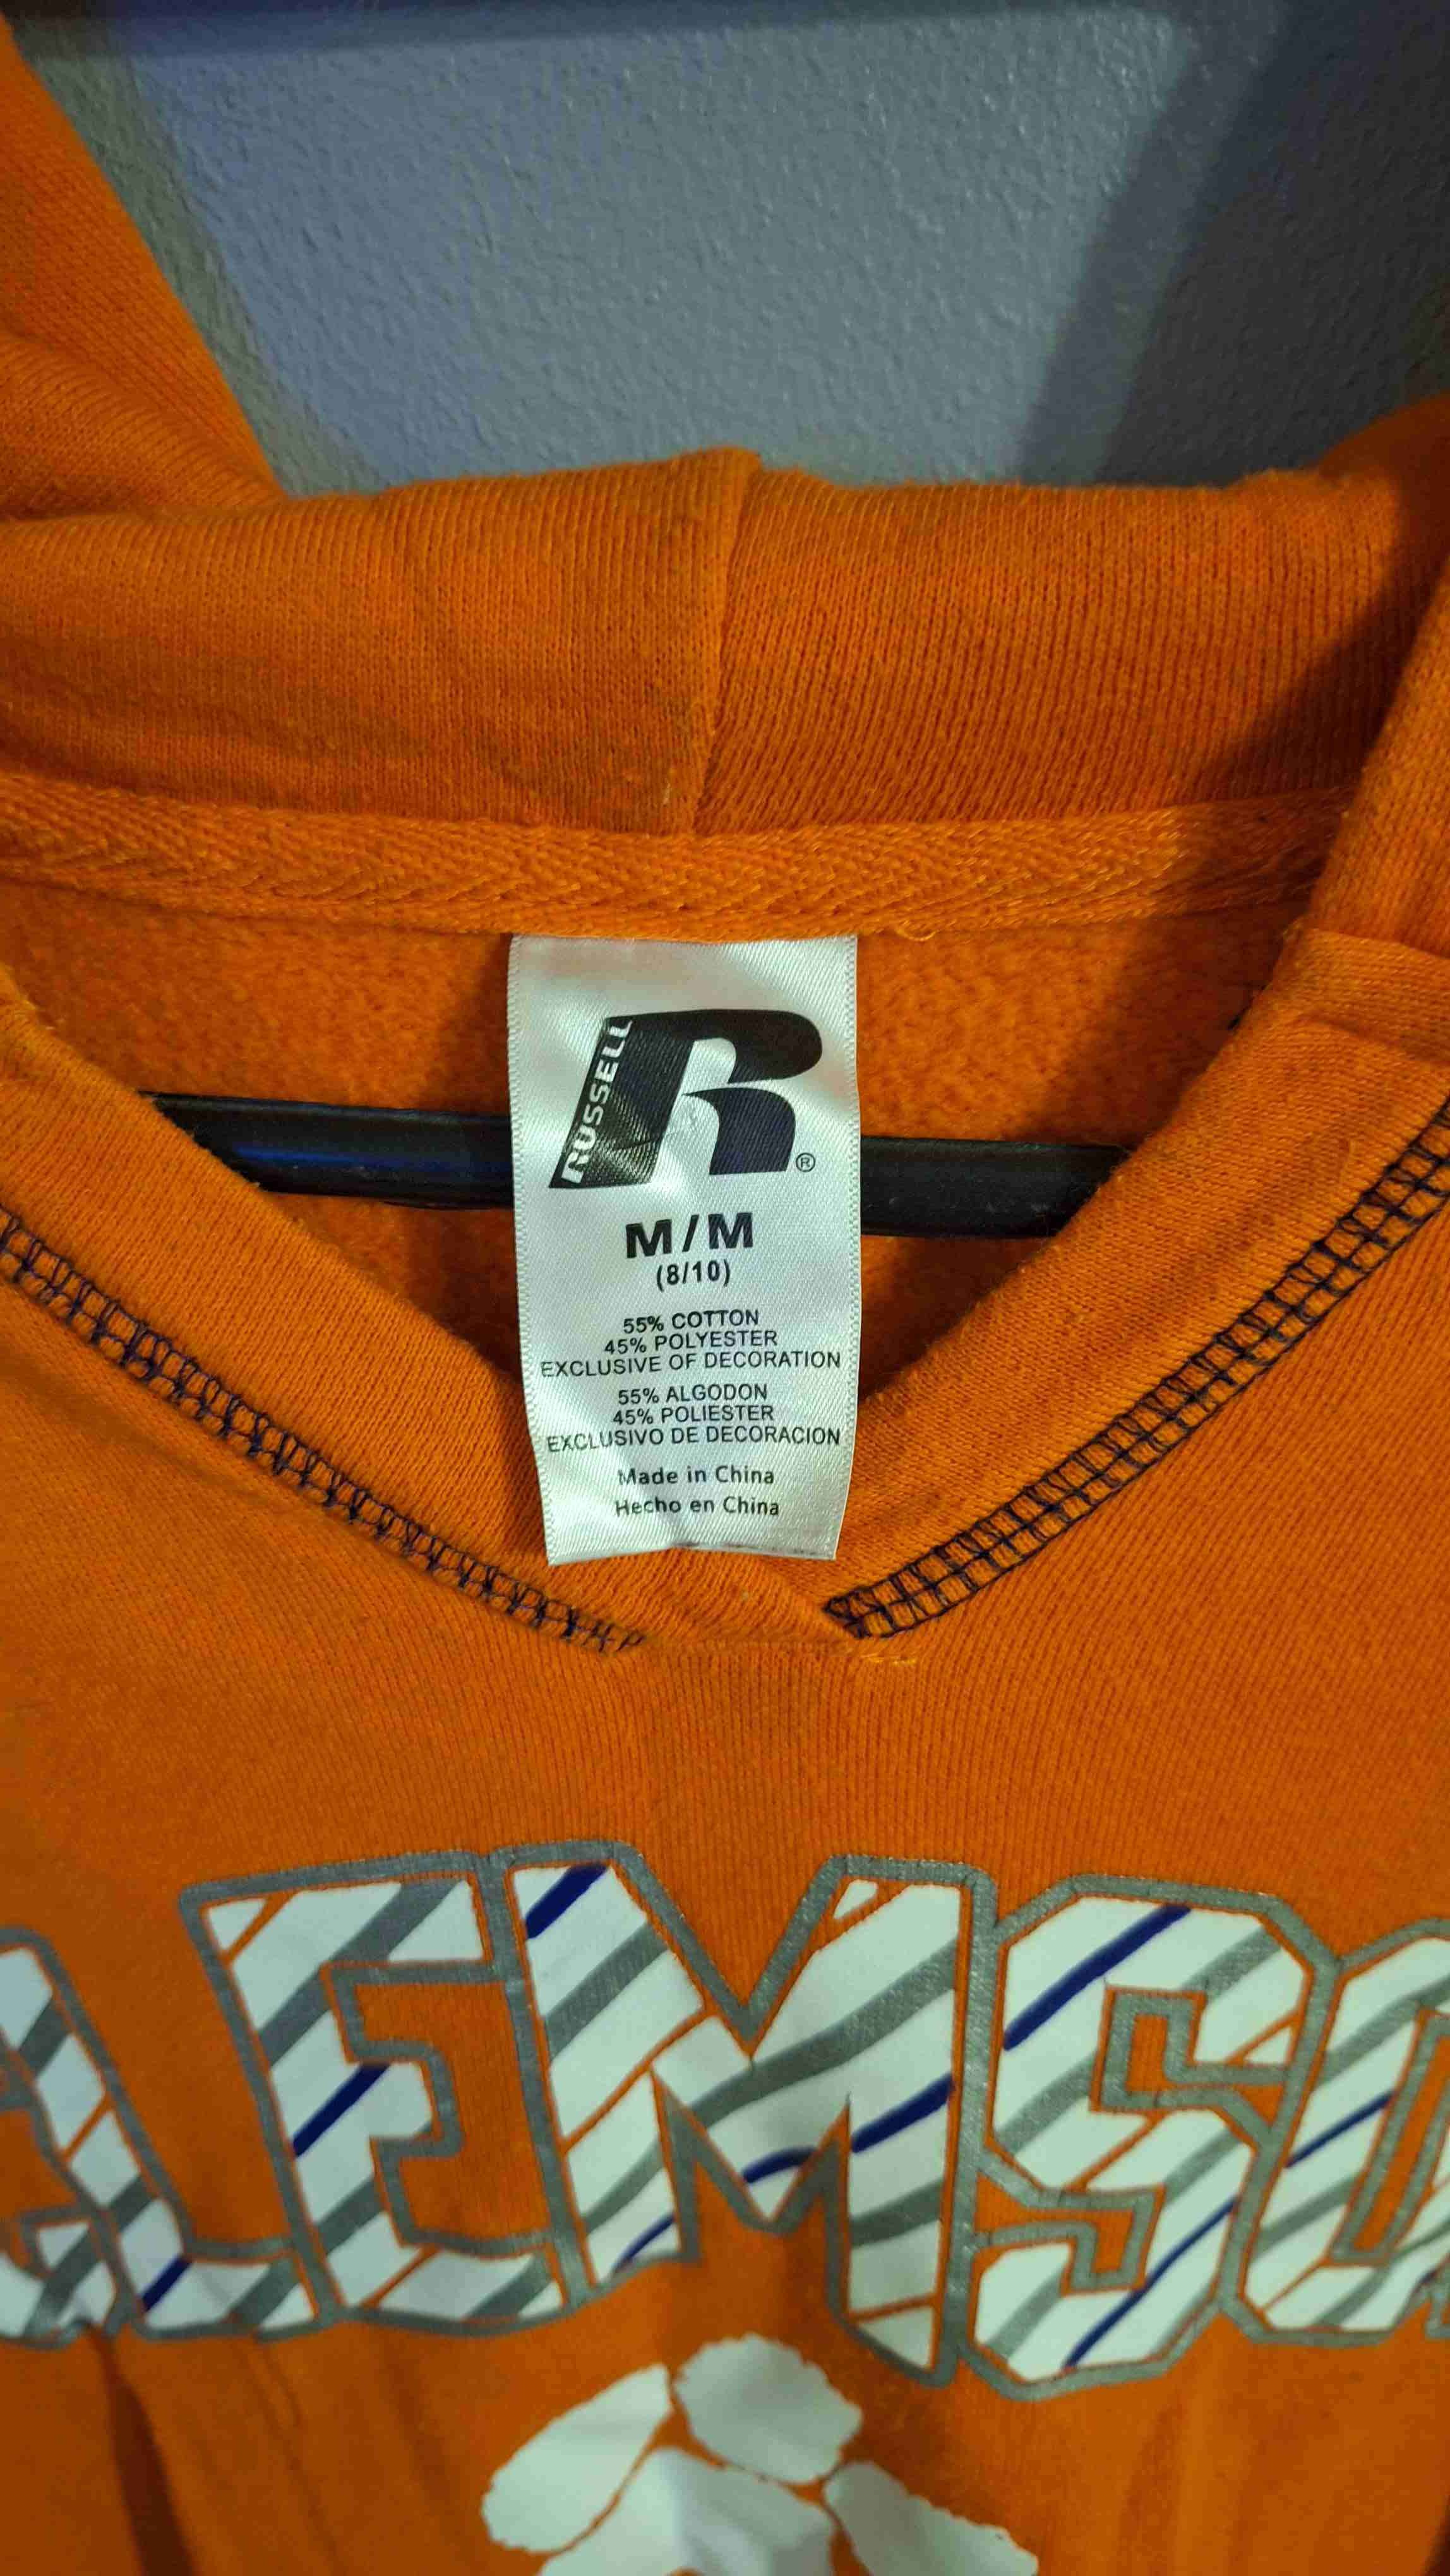 RUSSELL
R
®
M / M
(8/10)
55% COTTON
45% POLYESTER
EXCLUSIVE OF DECORATION
55% ALGODON
45% POLIESTER
EXCLUSIVO DE DECORACION
Made in China
Hecho en China
LEMSO